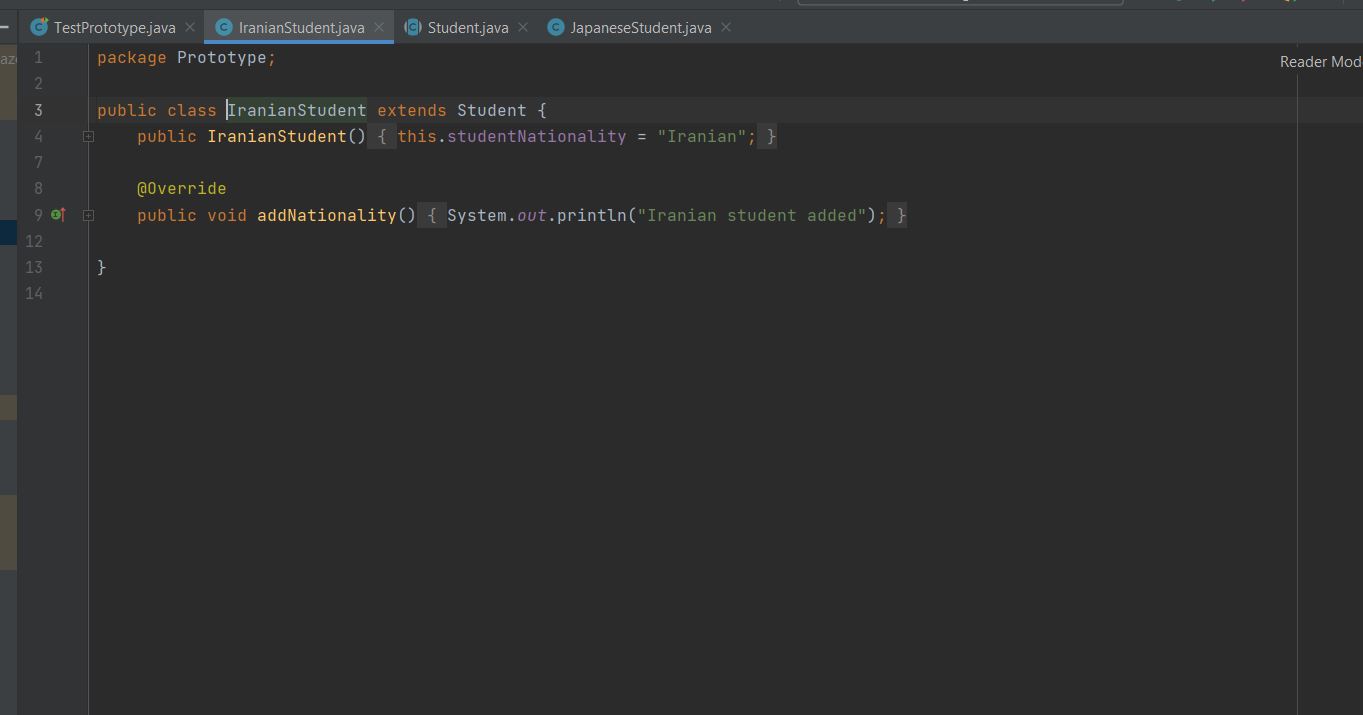 TestPrototype.java IranianStudent.java Student.java JapaneseStudent.java
Reader Mod
1 package Prototype;
2
3 public class IranianStudent extends Student {
4 public IranianStudent() { this.studentNationality = "Iranian"; }
7
8 @Override
9 public void addNationality() { System.out.println("Iranian student added"); }
12
13 }
14